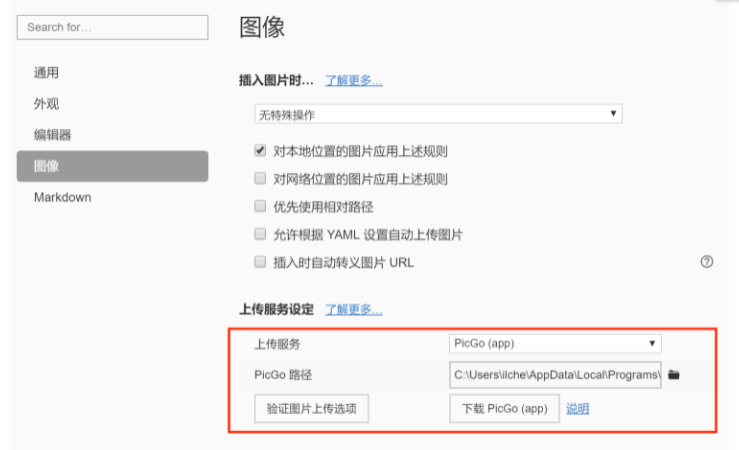 Search for...
图像
通用
外观
编辑器
图像
Markdown
插入图片时... 了解更多...
无特殊操作
对本地位置的图片应用上述规则
对网络位置的图片应用上述规则
优先使用相对路径
允许根据 YAML 设置自动上传图片
插入时自动转义图片 URL
上传服务设定 了解更多...
上传服务 PicGo (app)
PicGo 路径 C:\Users\ilche\AppData\Local\Programs\
验证图片上传选项 下载 PicGo (app) 说明